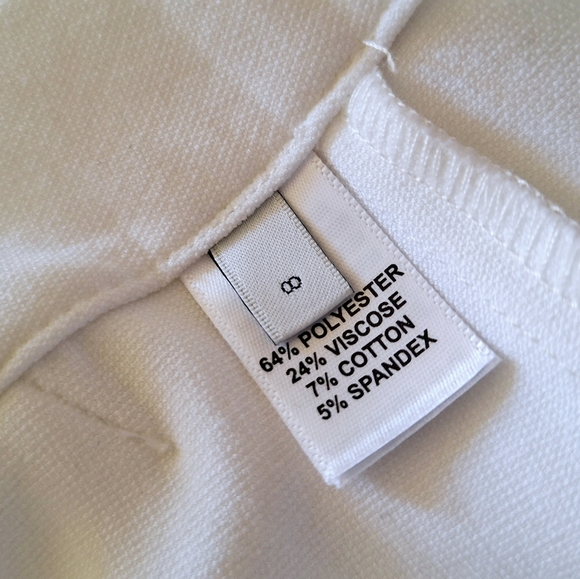 8
64% POLYESTER
24% VISCOSE
7% COTTON
5% SPANDEX